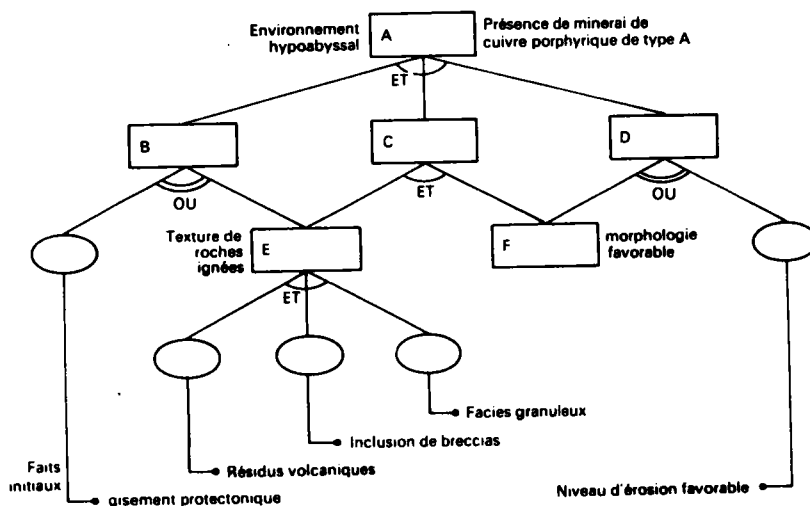 Environnement
hypoabyssal
A
Présence de minerai de
cuivre porphyrique de type A
ET
B
C
D
OU
ET
OU
Texture de
roches
ignées
E
F
morphologie
favorable
ET
Facies granuleux
Inclusion de breccias
Résidus volcaniques
Faits
initiaux
gisement protectonique
Niveau d'érosion favorable